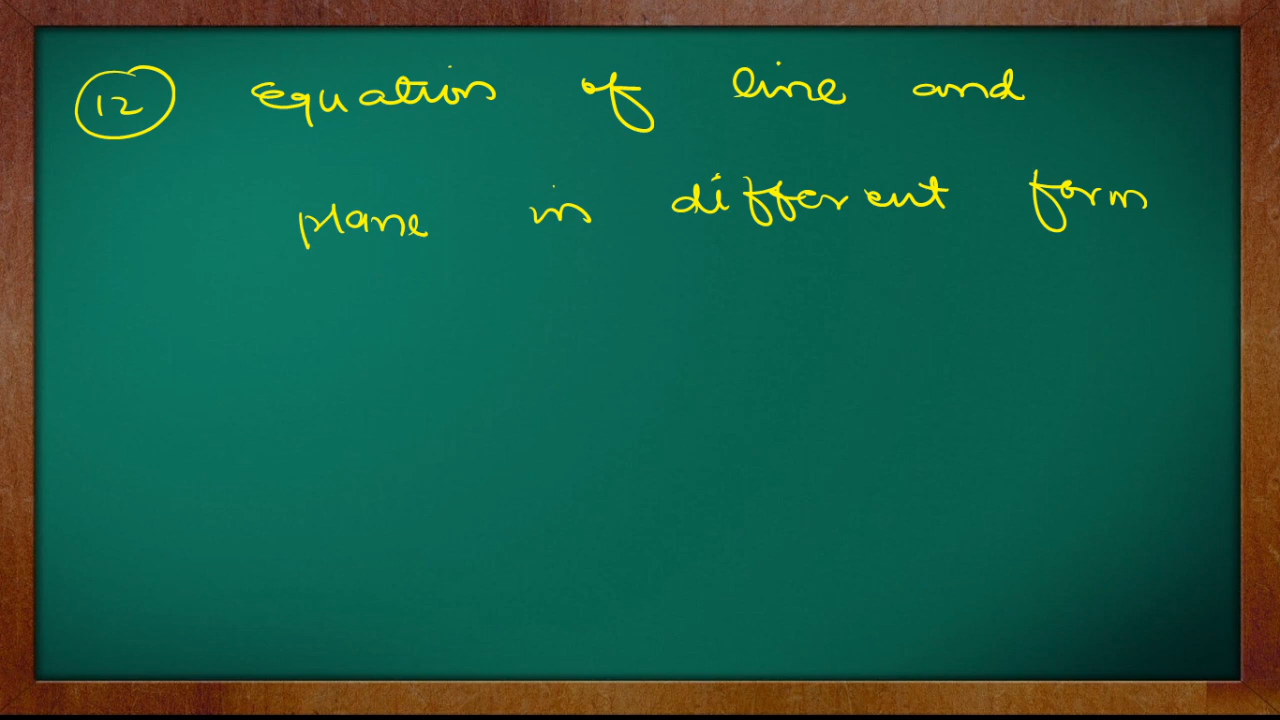 12 Equation of line and
plane in different form